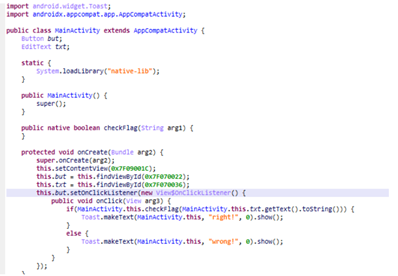 import android.widget.Toast;
import androidx.appcompat.app.AppCompatActivity;
public class MainActivity extends AppCompatActivity {
Button but;
EditText txt;
static {
System.loadLibrary("native-lib");
}
public MainActivity() {
super();
}
public native boolean checkFlag(String arg1) {
}
protected void onCreate(Bundle arg2) {
super.onCreate(arg2);
this.setContentView(0x7F09001C);
this.but = this.findViewById(0x7F070022);
this.txt = this.findViewById(0x7F070036);
this.but.setOnClickListener(new View$OnClickListener() {
public void onClick(View arg3) {
if(MainActivity.this.checkFlag(MainActivity.this.txt.getText().toString())) {
Toast.makeText(MainActivity.this, "right!", 0).show();
}
else {
Toast.makeText(MainActivity.this, "wrong!", 0).show();
}
}
});
}